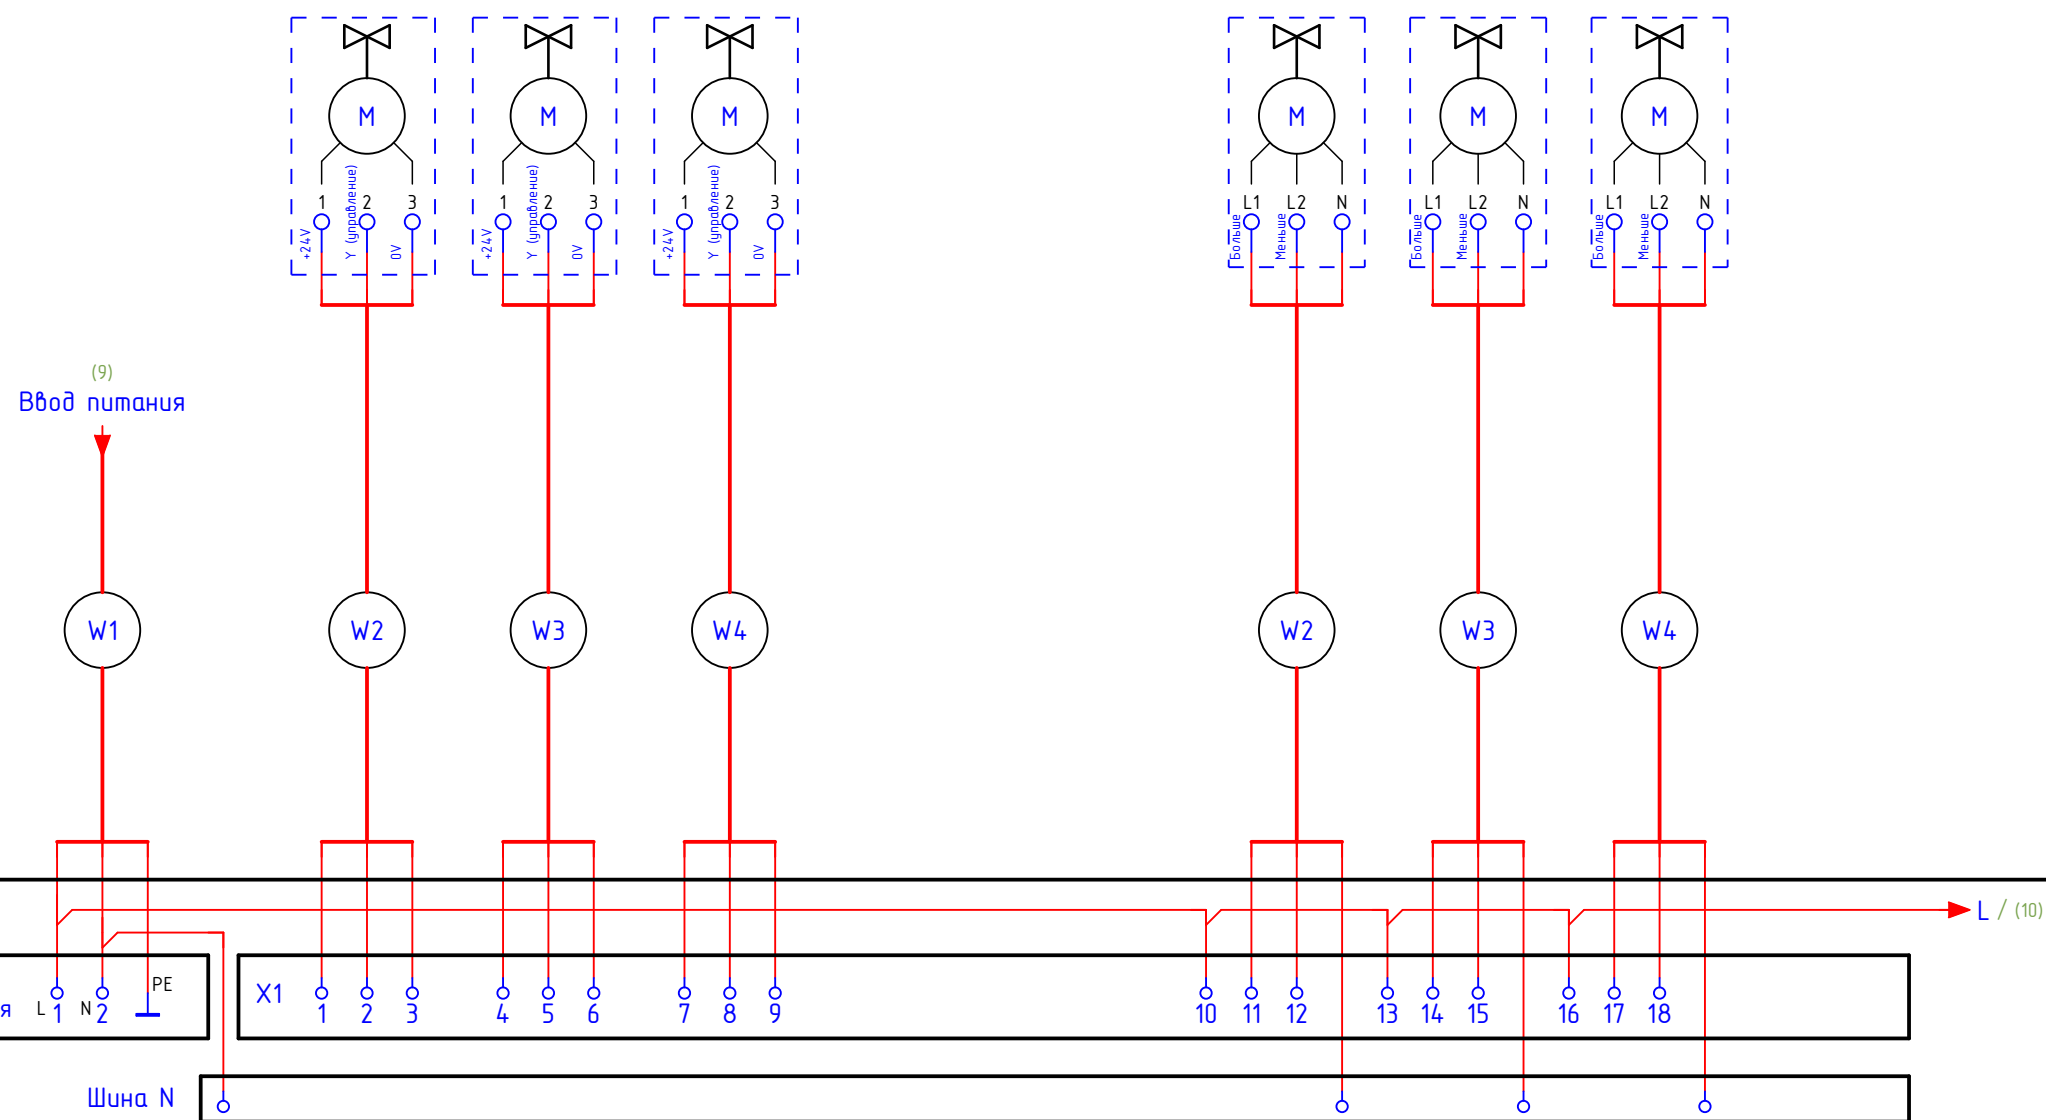 M M M M M M
1 2 3 1 2 3 1 2 3 L1 L2 N L1 L2 N L1 L2 N
+24V Y (управление) 0V +24V Y (управление) 0V +24V Y (управление) 0V Больше Меньше Больше Меньше Больше Меньше
(9)
Ввод питания
W1 W2 W3 W4 W2 W3 W4
L / (10)
я L 1 N 2 PE
X1 1 2 3 4 5 6 7 8 9 10 11 12 13 14 15 16 17 18
Шина N